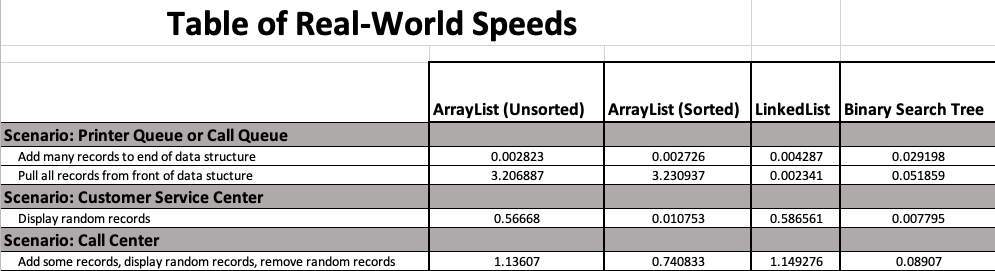 Table of Real-World Speeds
ArrayList (Unsorted) ArrayList (Sorted) LinkedList Binary Search Tree
Scenario: Printer Queue or Call Queue
Add many records to end of data structure 0.002823 0.002726 0.004287 0.029198
Pull all records from front of data stucture 3.206887 3.230937 0.002341 0.051859
Scenario: Customer Service Center
Display random records 0.56668 0.010753 0.586561 0.007795
Scenario: Call Center
Add some records, display random records, remove random records 1.13607 0.740833 1.149276 0.08907